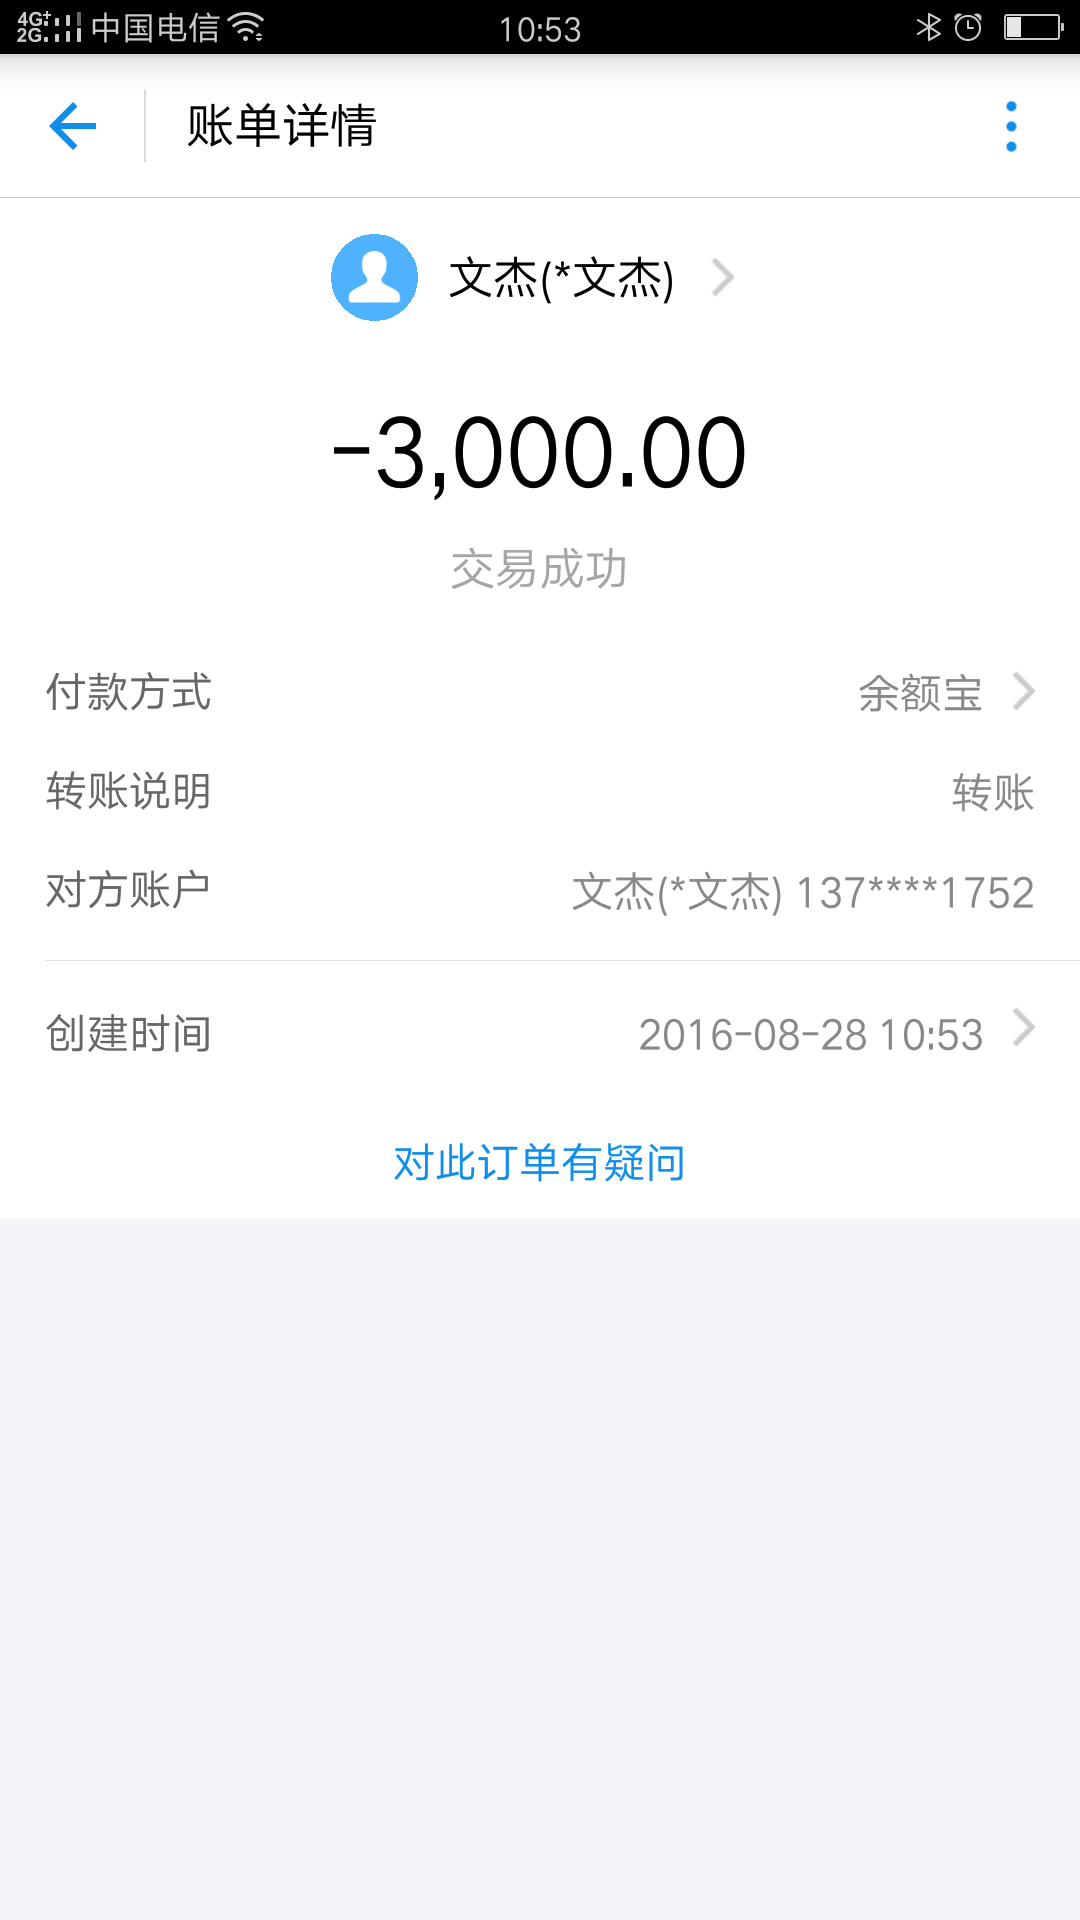 4G+ 2G 中国电信 10:53
账单详情
文杰(*文杰)
-3,000.00
交易成功
付款方式 余额宝
转账说明 转账
对方账户 文杰(*文杰) 137****1752
创建时间 2016-08-28 10:53
对此订单有疑问